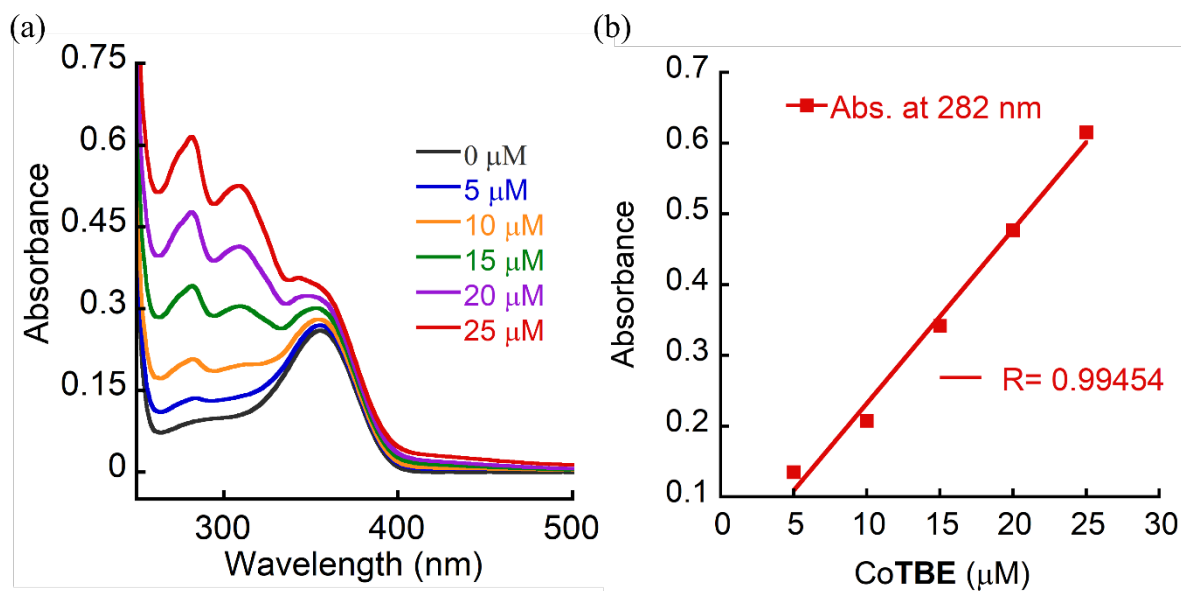 (a)
0.75
0.6
0.45
0.3
0.15
0
Absorbance
0 μM
5 μM
10 μM
15 μM
20 μM
25 μM
300
400
500
Wavelength (nm)
(b)
0.7
0.6
0.5
0.4
0.3
0.2
0.1
Absorbance
Abs. at 282 nm
R= 0.99454
0
5
10
15
20
25
30
CoTBE (μM)